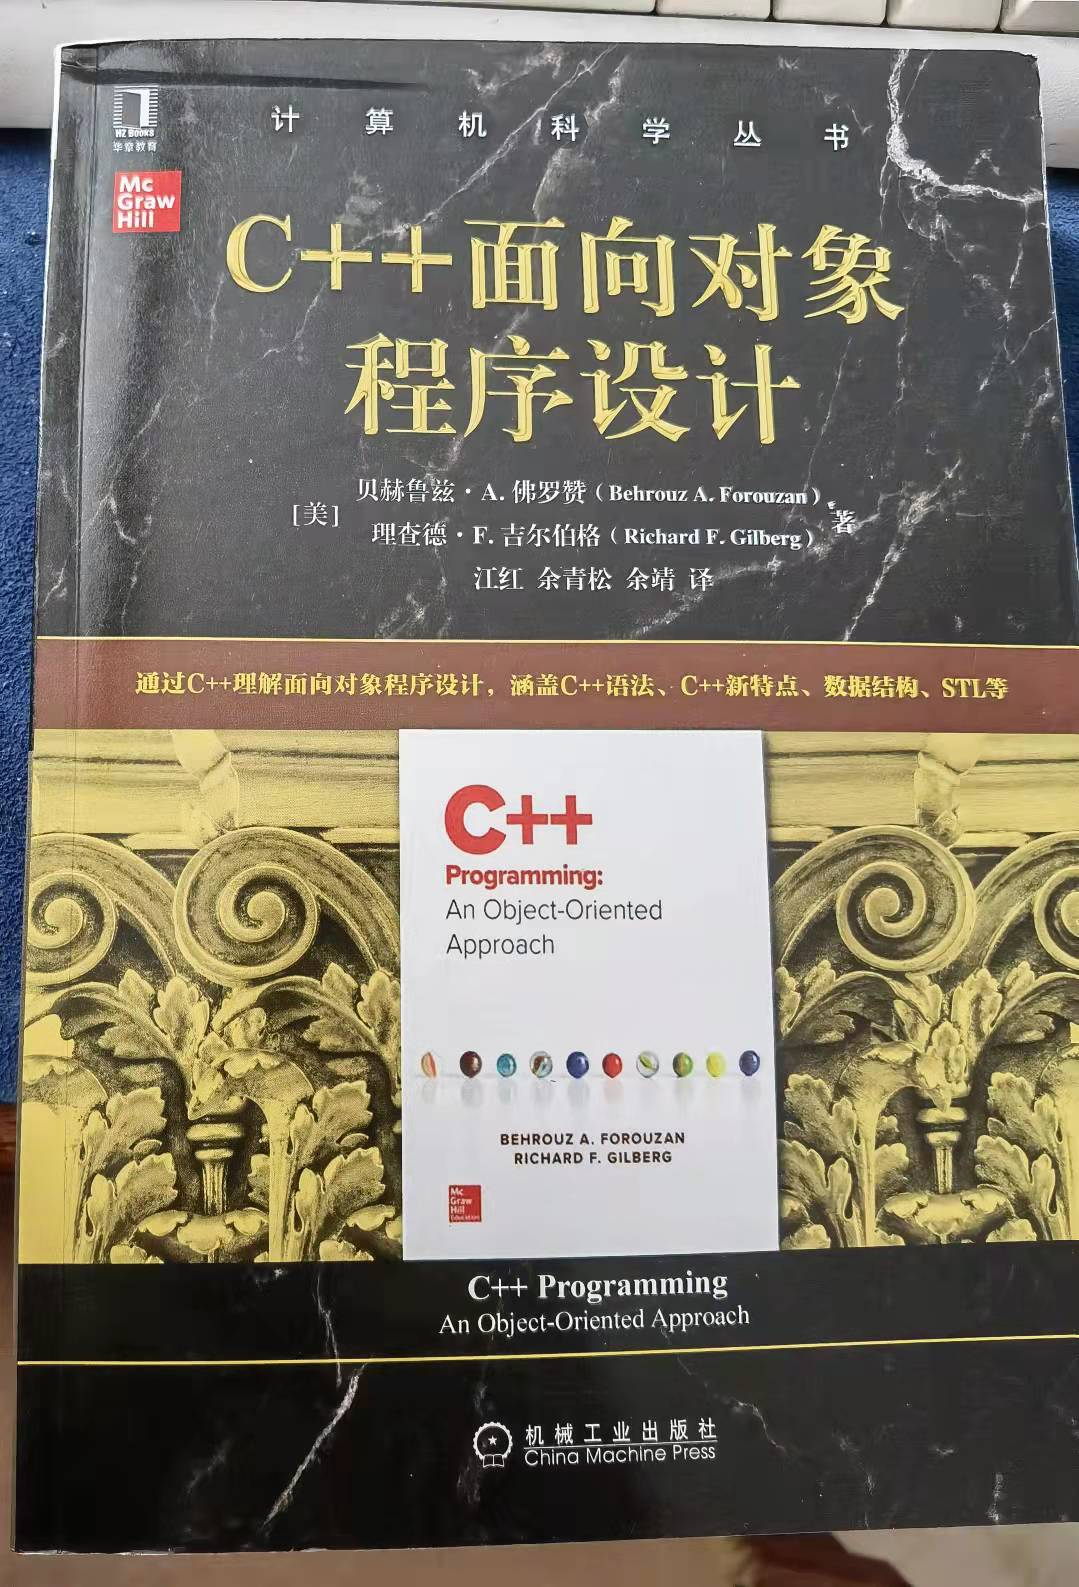 HZ BOOKS
华章教育
Mc
Graw
Hill
计算机科学丛书
C++面向对象
程序设计
[美]
贝赫鲁兹·A. 佛罗赞（Behrouz A. Forouzan）
理查德·F. 吉尔伯格（Richard F. Gilberg）
著
江红 余青松 余靖 译
通过C++理解面向对象程序设计，涵盖C++语法、C++新特点、数据结构、STL等
C++
Programming:
An Object-Oriented
Approach
BEHROUZ A. FOROUZAN
RICHARD F. GILBERG
Mc
Graw
Hill
Education
C++ Programming
An Object-Oriented Approach
机械工业出版社
China Machine Press